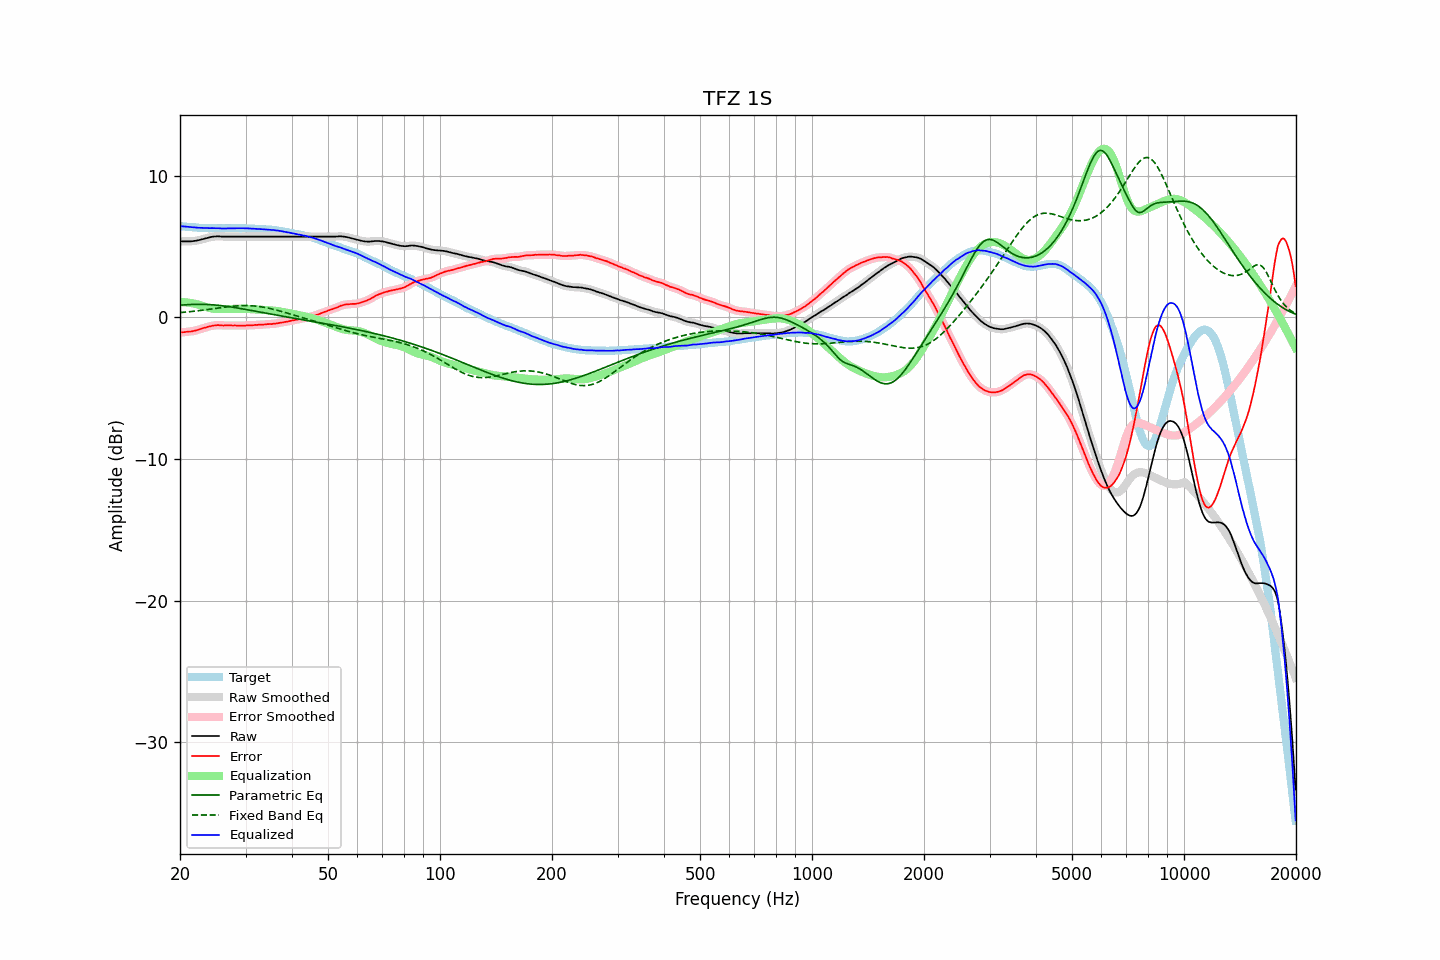 TFZ 1S
Amplitude (dBr)
10
0
−10
−20
−30
Target
Raw Smoothed
Error Smoothed
Raw
Error
Equalization
Parametric Eq
Fixed Band Eq
Equalized
20 50 100 200 500 1000 2000 5000 10000 20000
Frequency (Hz)